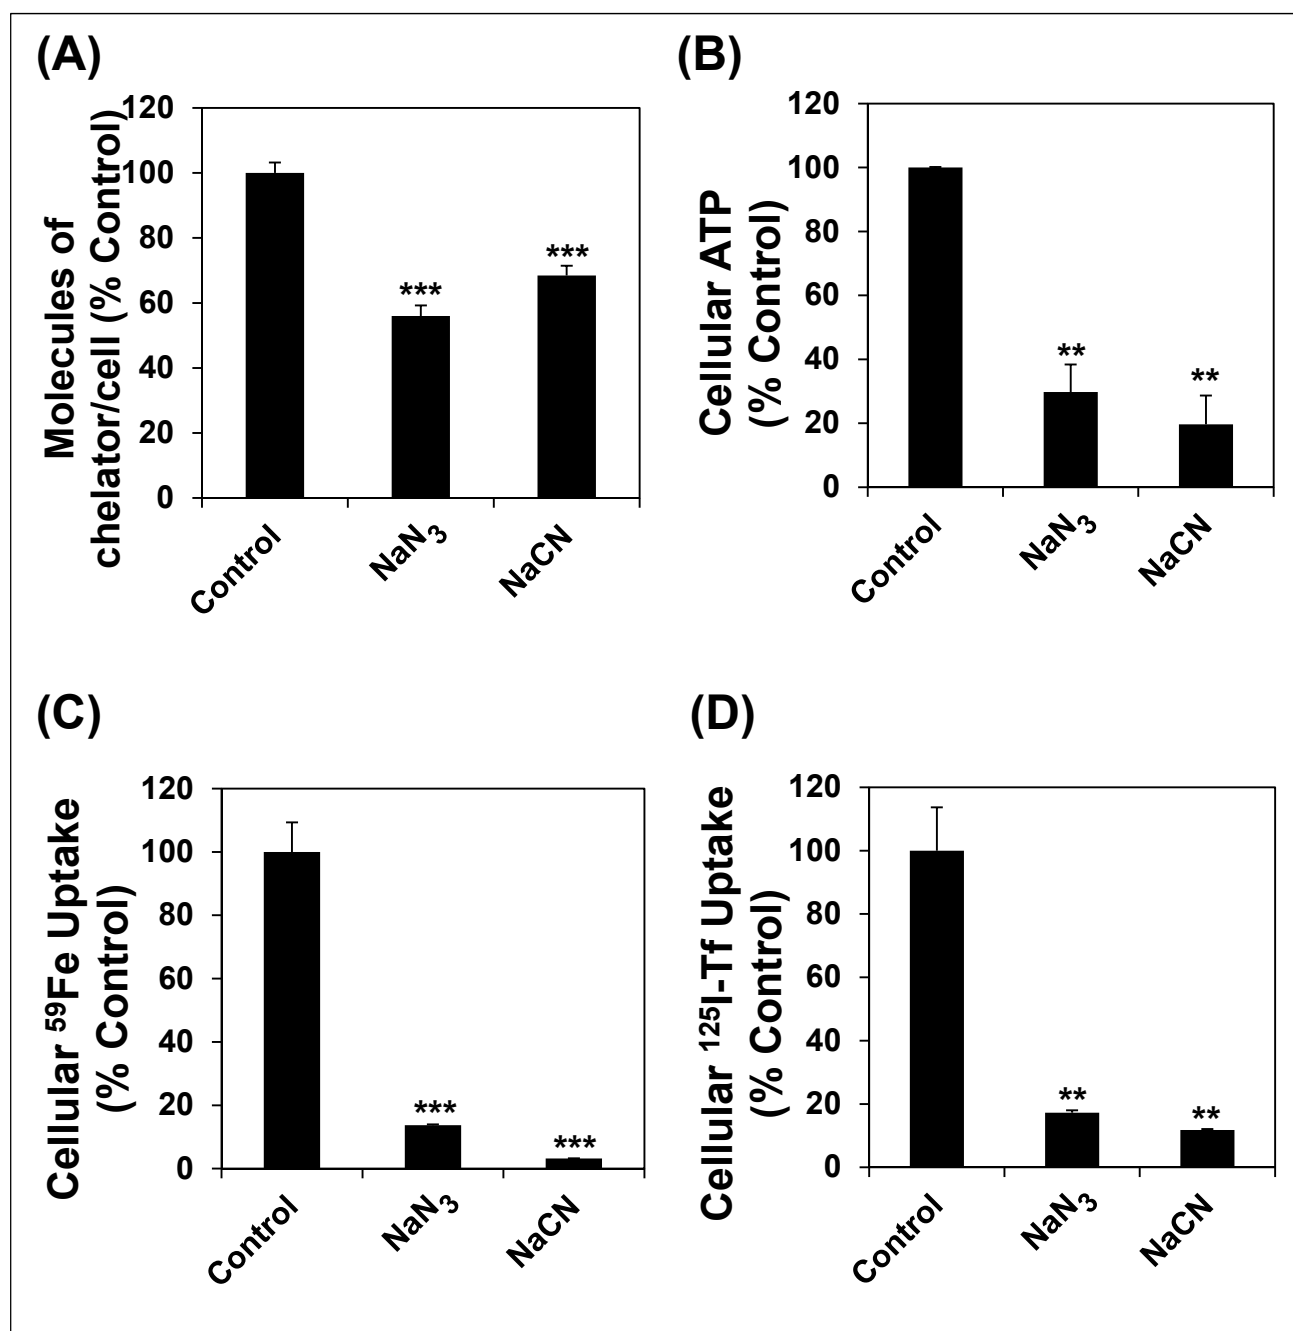 (A)
Molecules of
chelator/cell (% Control)
120
100
80
60
40
20
0
***
***
Control
NaN3
NaCN
(B)
Cellular ATP
(% Control)
120
100
80
60
40
20
0
**
**
Control
NaN3
NaCN
(C)
Cellular 59Fe Uptake
(% Control)
120
100
80
60
40
20
0
***
***
Control
NaN3
NaCN
(D)
Cellular 125I-Tf Uptake
(% Control)
120
100
80
60
40
20
0
**
**
Control
NaN3
NaCN